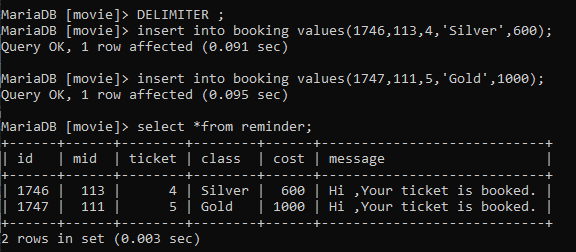 MariaDB [movie]> DELIMITER ;
MariaDB [movie]> insert into booking values(1746,113,4,'Silver',600);
Query OK, 1 row affected (0.091 sec)
MariaDB [movie]> insert into booking values(1747,111,5,'Gold',1000);
Query OK, 1 row affected (0.095 sec)
MariaDB [movie]> select *from reminder;
+------+------+--------+--------+------+----------------------------+
| id   | mid  | ticket | class  | cost | message                    |
+------+------+--------+--------+------+----------------------------+
| 1746 |  113 |      4 | Silver |  600 | Hi ,Your ticket is booked. |
| 1747 |  111 |      5 | Gold   | 1000 | Hi ,Your ticket is booked. |
+------+------+--------+--------+------+----------------------------+
2 rows in set (0.003 sec)